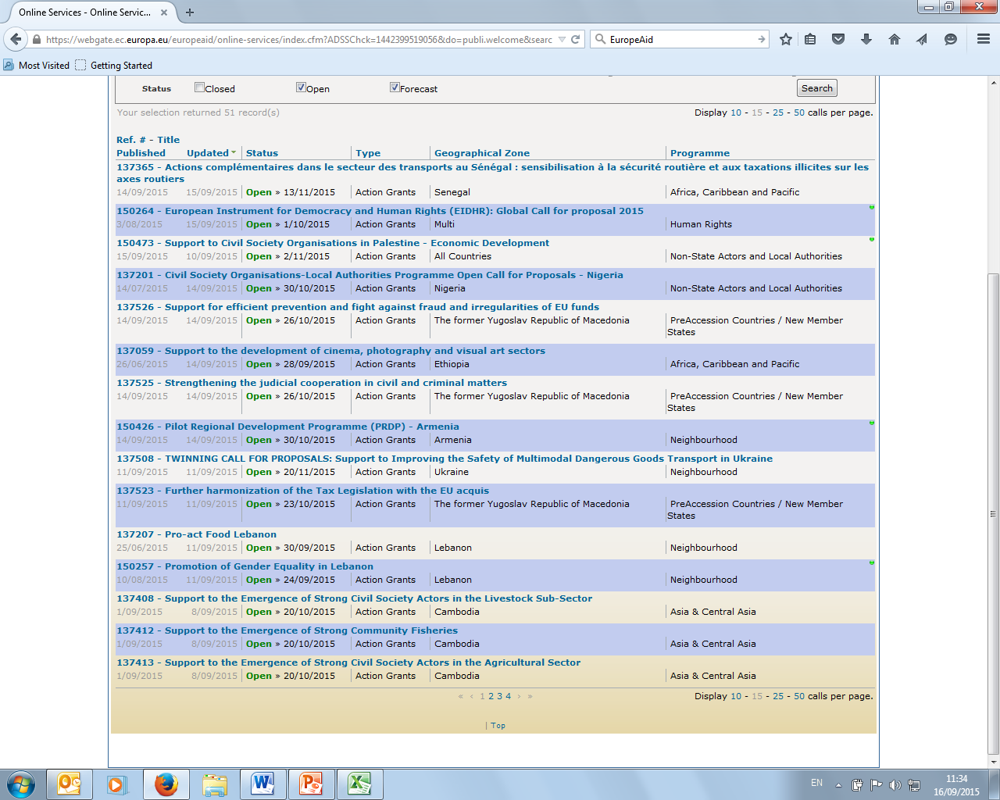 Online Services - Online Servic...
https://webgate.ec.europa.eu/europeaid/online-services/index.cfm?ADSSChck=1442399519056&do=publi.welcome&searc
EuropeAid
Most Visited Getting Started
Status Closed Open Forecast Search
Your selection returned 51 record(s) Display 10 - 15 - 25 - 50 calls per page.
Ref. # - Title
Published Updated Status Type Geographical Zone Programme
137365 - Actions complémentaires dans le secteur des transports au Sénégal : sensibilisation à la sécurité routière et aux taxations illicites sur les
axes routiers
14/09/2015 15/09/2015 Open » 13/11/2015 Action Grants Senegal Africa, Caribbean and Pacific
150264 - European Instrument for Democracy and Human Rights (EIDHR): Global Call for proposal 2015
3/08/2015 15/09/2015 Open » 1/10/2015 Action Grants Multi Human Rights
150473 - Support to Civil Society Organisations in Palestine - Economic Development
15/09/2015 10/09/2015 Open » 2/11/2015 Action Grants All Countries Non-State Actors and Local Authorities
137201 - Civil Society Organisations-Local Authorities Programme Open Call for Proposals - Nigeria
14/07/2015 14/09/2015 Open » 30/10/2015 Action Grants Nigeria Non-State Actors and Local Authorities
137526 - Support for efficient prevention and fight against fraud and irregularities of EU funds
14/09/2015 14/09/2015 Open » 26/10/2015 Action Grants The former Yugoslav Republic of Macedonia PreAccession Countries / New Member
States
137059 - Support to the development of cinema, photography and visual art sectors
26/06/2015 14/09/2015 Open » 28/09/2015 Action Grants Ethiopia Africa, Caribbean and Pacific
137525 - Strengthening the judicial cooperation in civil and criminal matters
14/09/2015 14/09/2015 Open » 26/10/2015 Action Grants The former Yugoslav Republic of Macedonia PreAccession Countries / New Member
States
150426 - Pilot Regional Development Programme (PRDP) - Armenia
14/09/2015 14/09/2015 Open » 30/10/2015 Action Grants Armenia Neighbourhood
137508 - TWINNING CALL FOR PROPOSALS: Support to Improving the Safety of Multimodal Dangerous Goods Transport in Ukraine
11/09/2015 11/09/2015 Open » 20/11/2015 Action Grants Ukraine Neighbourhood
137523 - Further harmonization of the Tax Legislation with the EU acquis
11/09/2015 11/09/2015 Open » 23/10/2015 Action Grants The former Yugoslav Republic of Macedonia PreAccession Countries / New Member
States
137207 - Pro-act Food Lebanon
25/06/2015 11/09/2015 Open » 30/09/2015 Action Grants Lebanon Neighbourhood
150257 - Promotion of Gender Equality in Lebanon
10/08/2015 11/09/2015 Open » 24/09/2015 Action Grants Lebanon Neighbourhood
137408 - Support to the Emergence of Strong Civil Society Actors in the Livestock Sub-Sector
1/09/2015 8/09/2015 Open » 20/10/2015 Action Grants Cambodia Asia & Central Asia
137412 - Support to the Emergence of Strong Community Fisheries
1/09/2015 8/09/2015 Open » 20/10/2015 Action Grants Cambodia Asia & Central Asia
137413 - Support to the Emergence of Strong Civil Society Actors in the Agricultural Sector
1/09/2015 8/09/2015 Open » 20/10/2015 Action Grants Cambodia Asia & Central Asia
« ‹ 1 2 3 4 › » Display 10 - 15 - 25 - 50 calls per page.
| Top
EN 11:34
16/09/2015